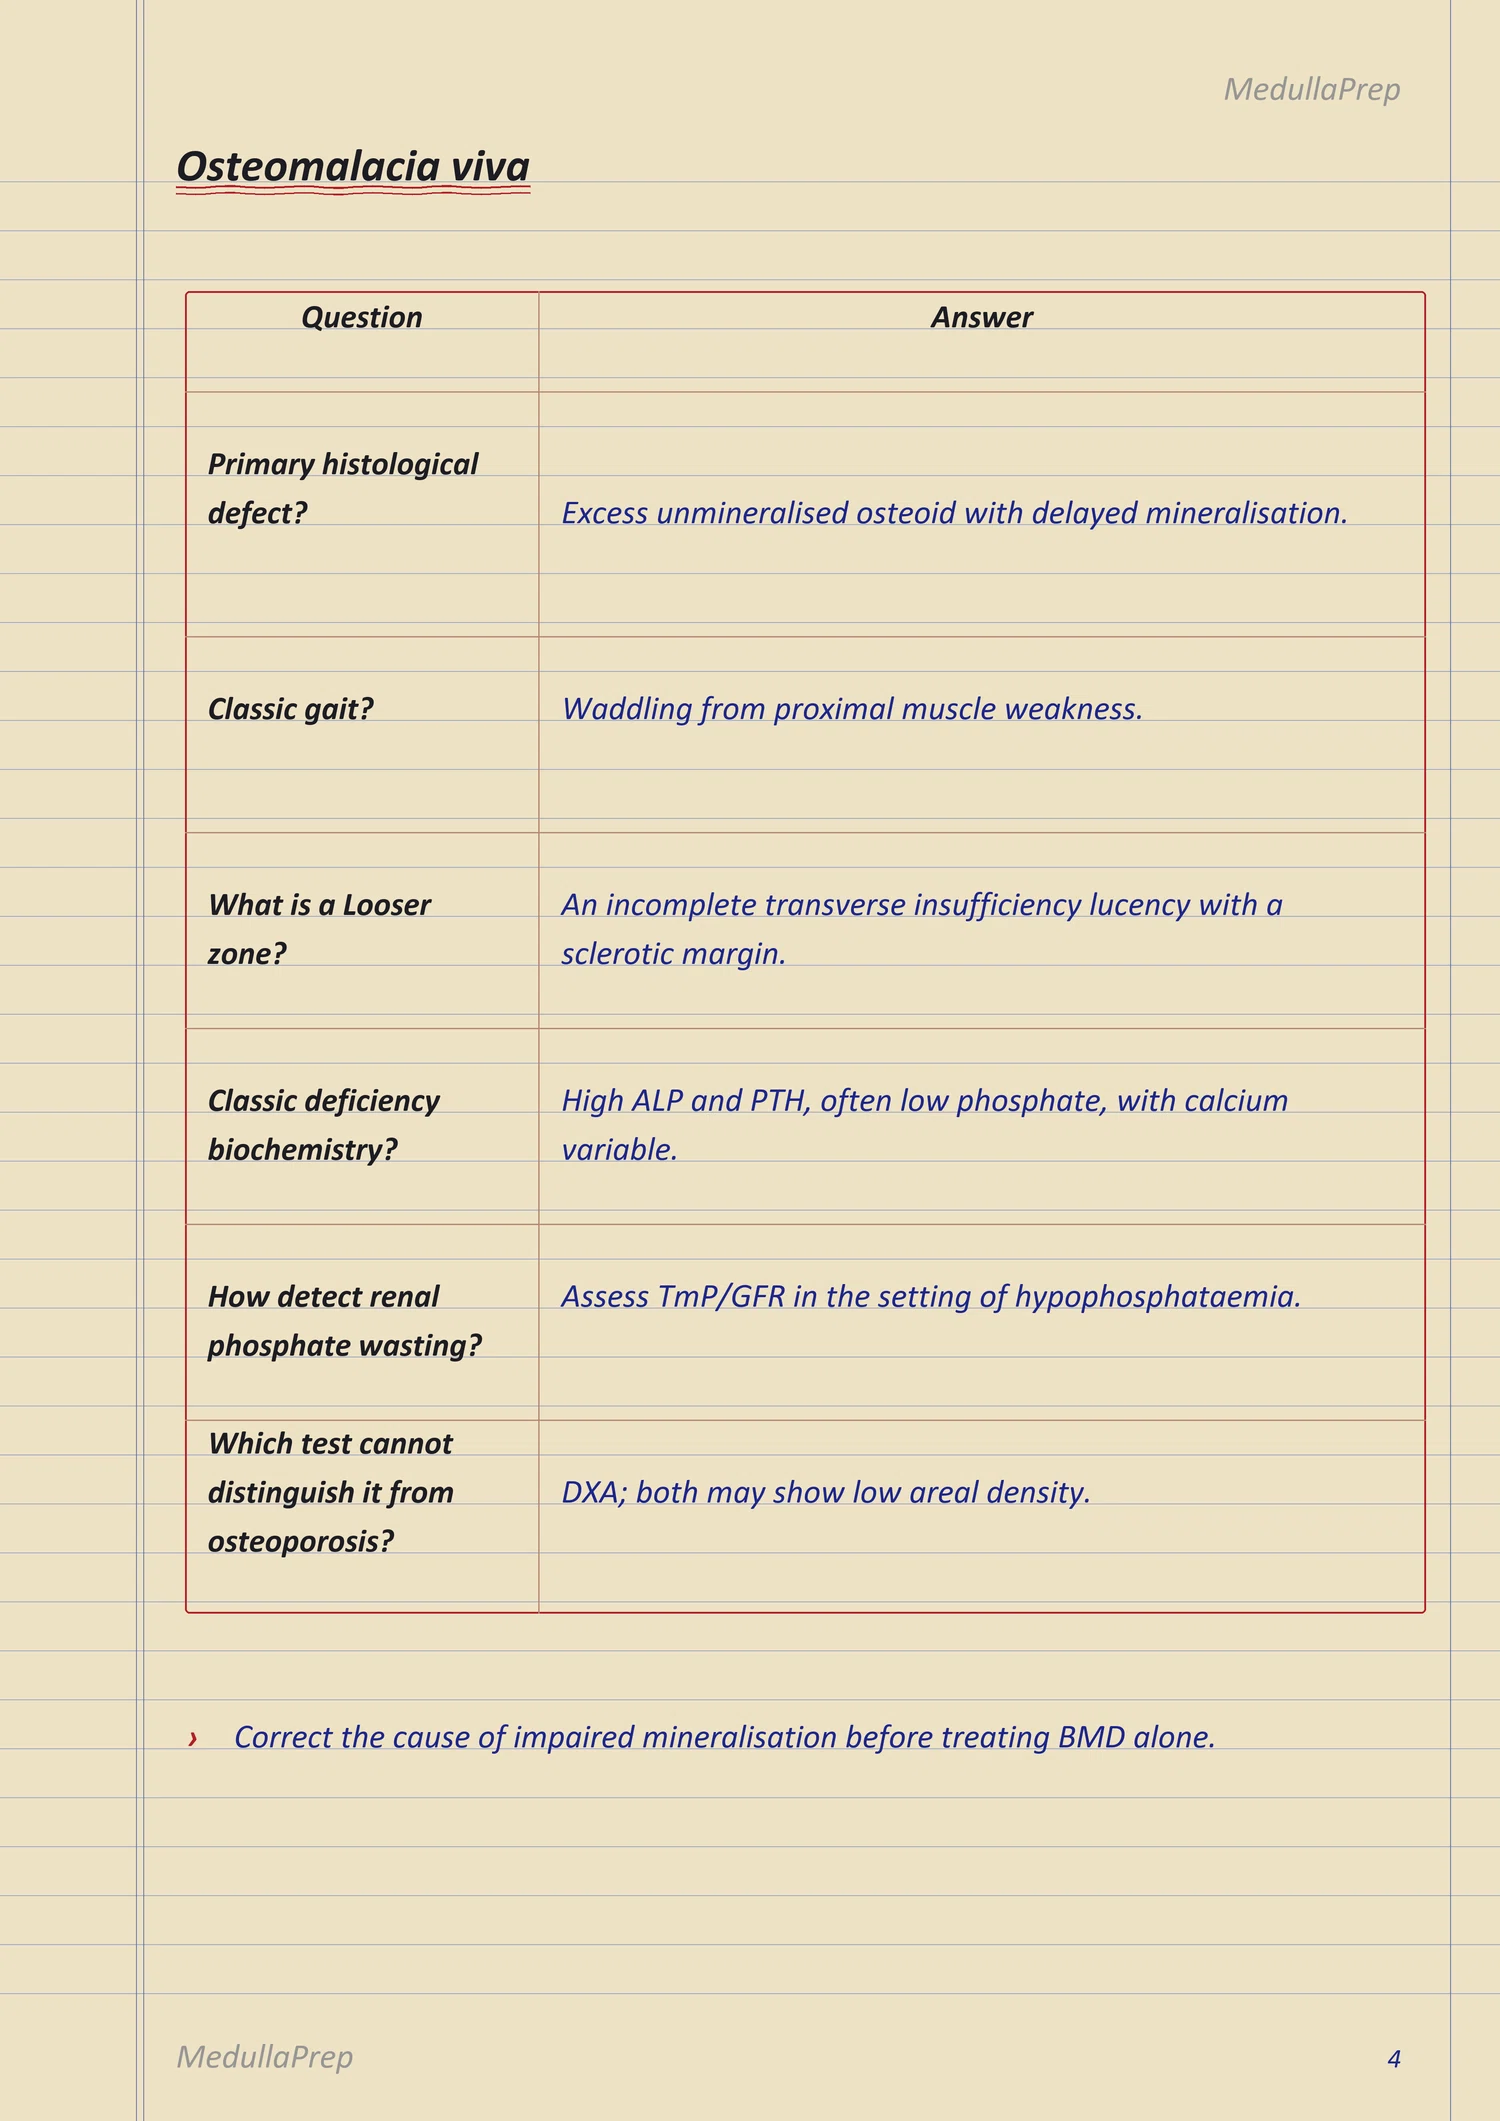 MedullaPrep
Osteomalacia viva
Question Answer
Primary histological
defect? Excess unmineralised osteoid with delayed mineralisation.
Classic gait? Waddling from proximal muscle weakness.
What is a Looser An incomplete transverse insufficiency lucency with a
zone? sclerotic margin.
Classic deficiency High ALP and PTH, often low phosphate, with calcium
biochemistry? variable.
How detect renal Assess TmP/GFR in the setting of hypophosphataemia.
phosphate wasting?
Which test cannot
distinguish it from DXA; both may show low areal density.
osteoporosis?
› Correct the cause of impaired mineralisation before treating BMD alone.
MedullaPrep 4